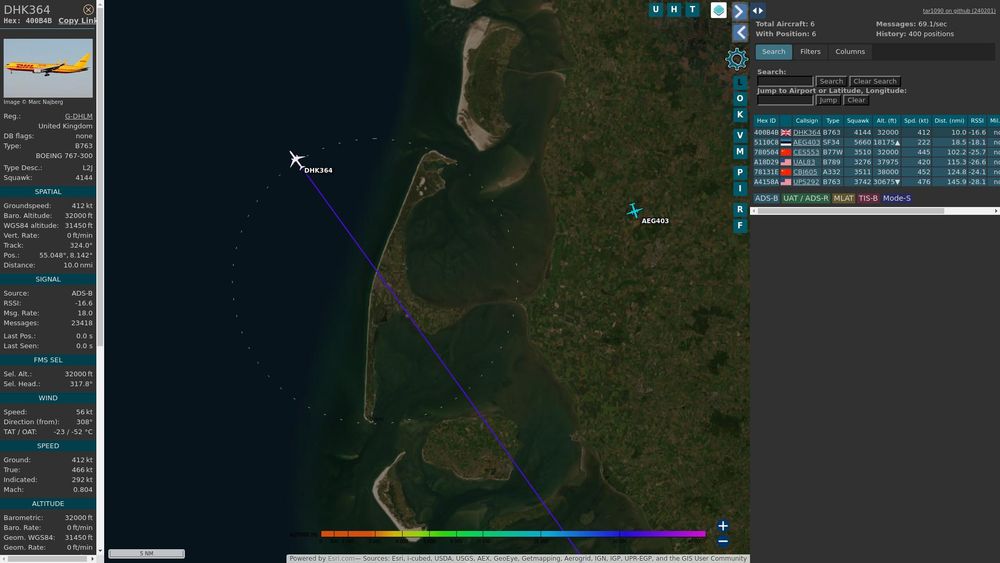 DHK364
Hex: 400B4B Copy Link
DHL
Image © Marc Najberg
Reg.: G-DHLM
United Kingdom
DB flags: none
Type: B763
BOEING 767-300
Type Desc.: L2J
Squawk: 4144
SPATIAL
Groundspeed: 412 kt
Baro. Altitude: 32000 ft
WGS84 altitude: 31450 ft
Vert. Rate: 0 ft/min
Track: 324.0°
Pos.: 55.048°, 8.142°
Distance: 10.0 nmi
SIGNAL
Source: ADS-B
RSSI: -16.6
Msg. Rate: 18.0
Messages: 23418
Last Pos.: 0.0 s
Last Seen: 0.0 s
FMS SEL
Sel. Alt.: 32000 ft
Sel. Head.: 317.8°
WIND
Speed: 56 kt
Direction (from): 308°
TAT / OAT: -23 / -52 °C
SPEED
Ground: 412 kt
True: 466 kt
Indicated: 292 kt
Mach: 0.804
ALTITUDE
Barometric: 32000 ft
Baro. Rate: 0 ft/min
Geom. WGS84: 31450 ft
Geom. Rate: 0 ft/min
DHK364
AEG403
5 NM
Powered by Esri.com — Sources: Esri, i-cubed, USDA, USGS, AEX, GeoEye, Getmapping, Aerogrid, IGN, IGP, UPR-EGP, and the GIS User Community
U H T
L
O
K
V
M
P
I
R
F
tar1090 on github (240201)
Total Aircraft: 6 Messages: 69.1/sec
With Position: 6 History: 400 positions
Search Filters Columns
Search:
Search Clear Search
Jump to Airport or Latitude, Longitude:
Jump Clear
Hex ID Callsign Type Squawk Alt. (ft) Spd. (kt) Dist. (nmi) RSSI Mil.
400B4B DHK364 B763 4144 32000 412 10.0 -16.6 no
5110C8 AEG403 SF34 5660 18175▲ 222 18.5 -18.1 no
780504 CES553 B77W 3510 32000 445 102.2 -25.7 no
A18D29 UAL83 B789 3276 37975 420 115.3 -26.6 no
78131E CBJ605 A332 3511 38000 452 124.8 -24.1 no
A4158A UPS292 B763 3742 30675▼ 476 145.9 -28.1 no
ADS-B UAT / ADS-R MLAT TIS-B Mode-S